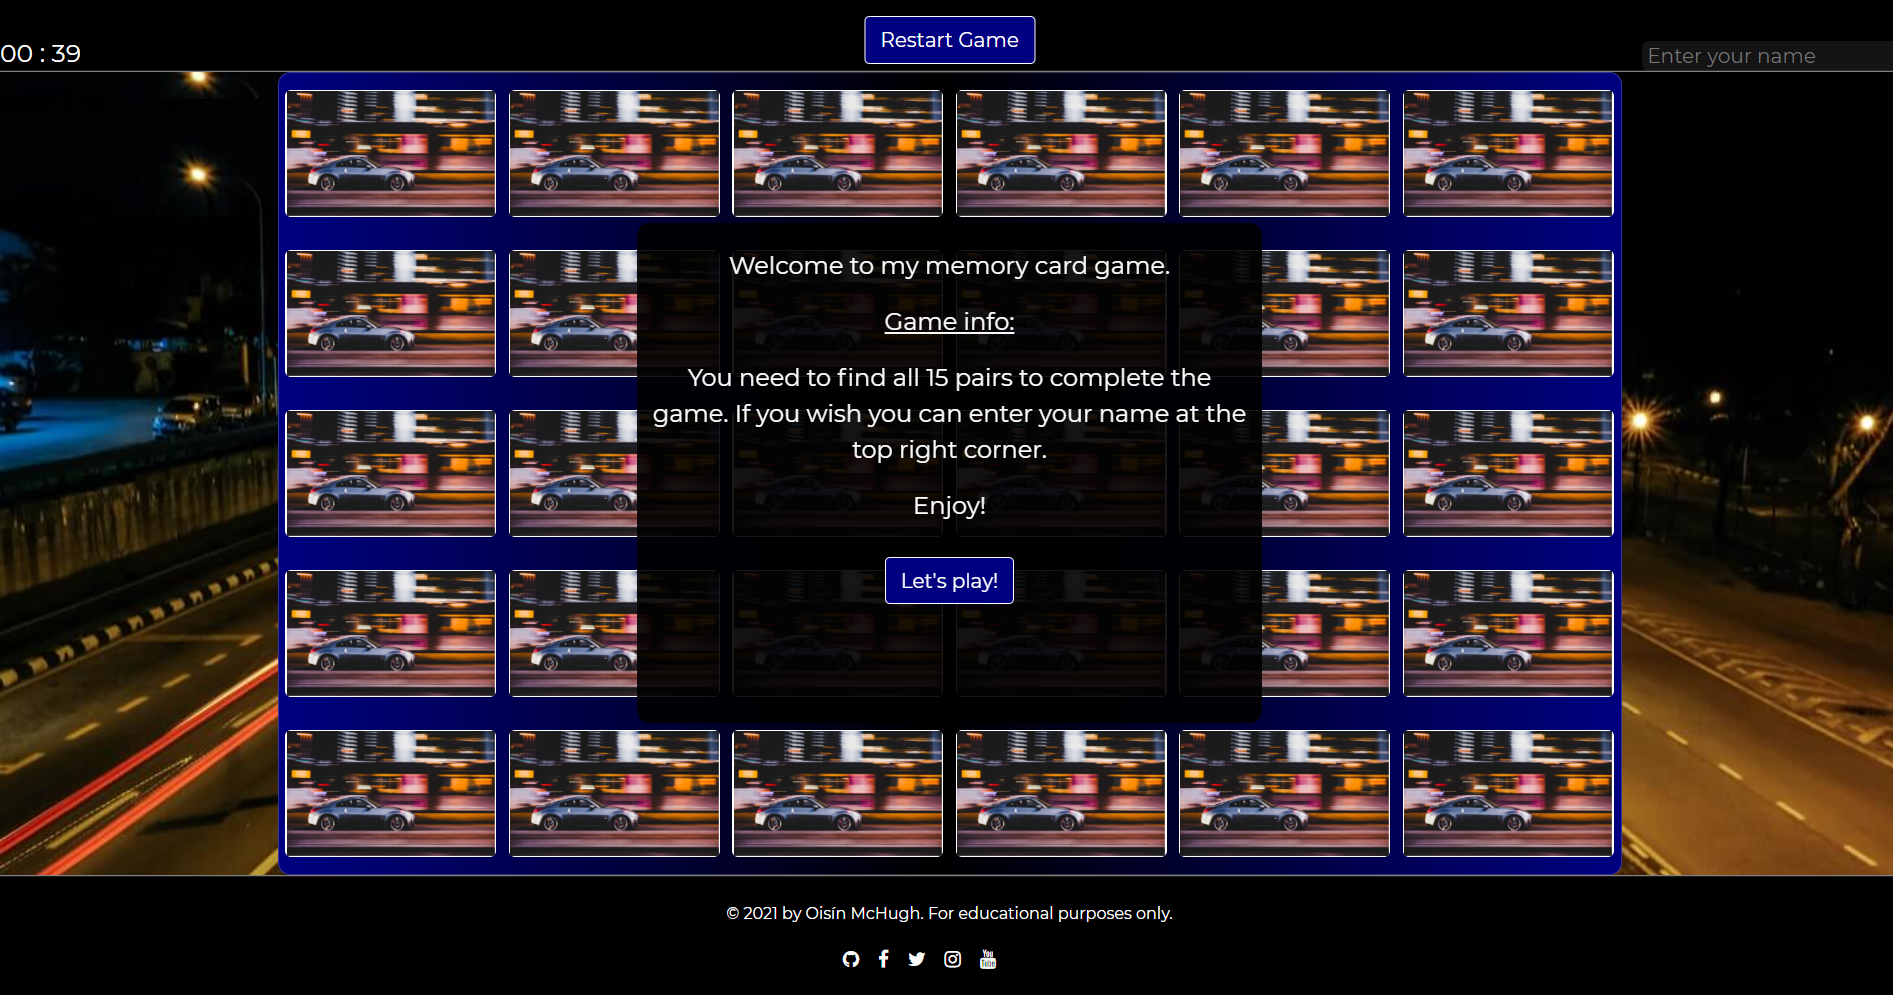 Restart Game
00 : 39
Enter your name
Welcome to my memory card game.
Game info:
You need to find all 15 pairs to complete the
game. If you wish you can enter your name at the
top right corner.
Enjoy!
Let's play!
© 2021 by Oisín McHugh. For educational purposes only.
You
Tube